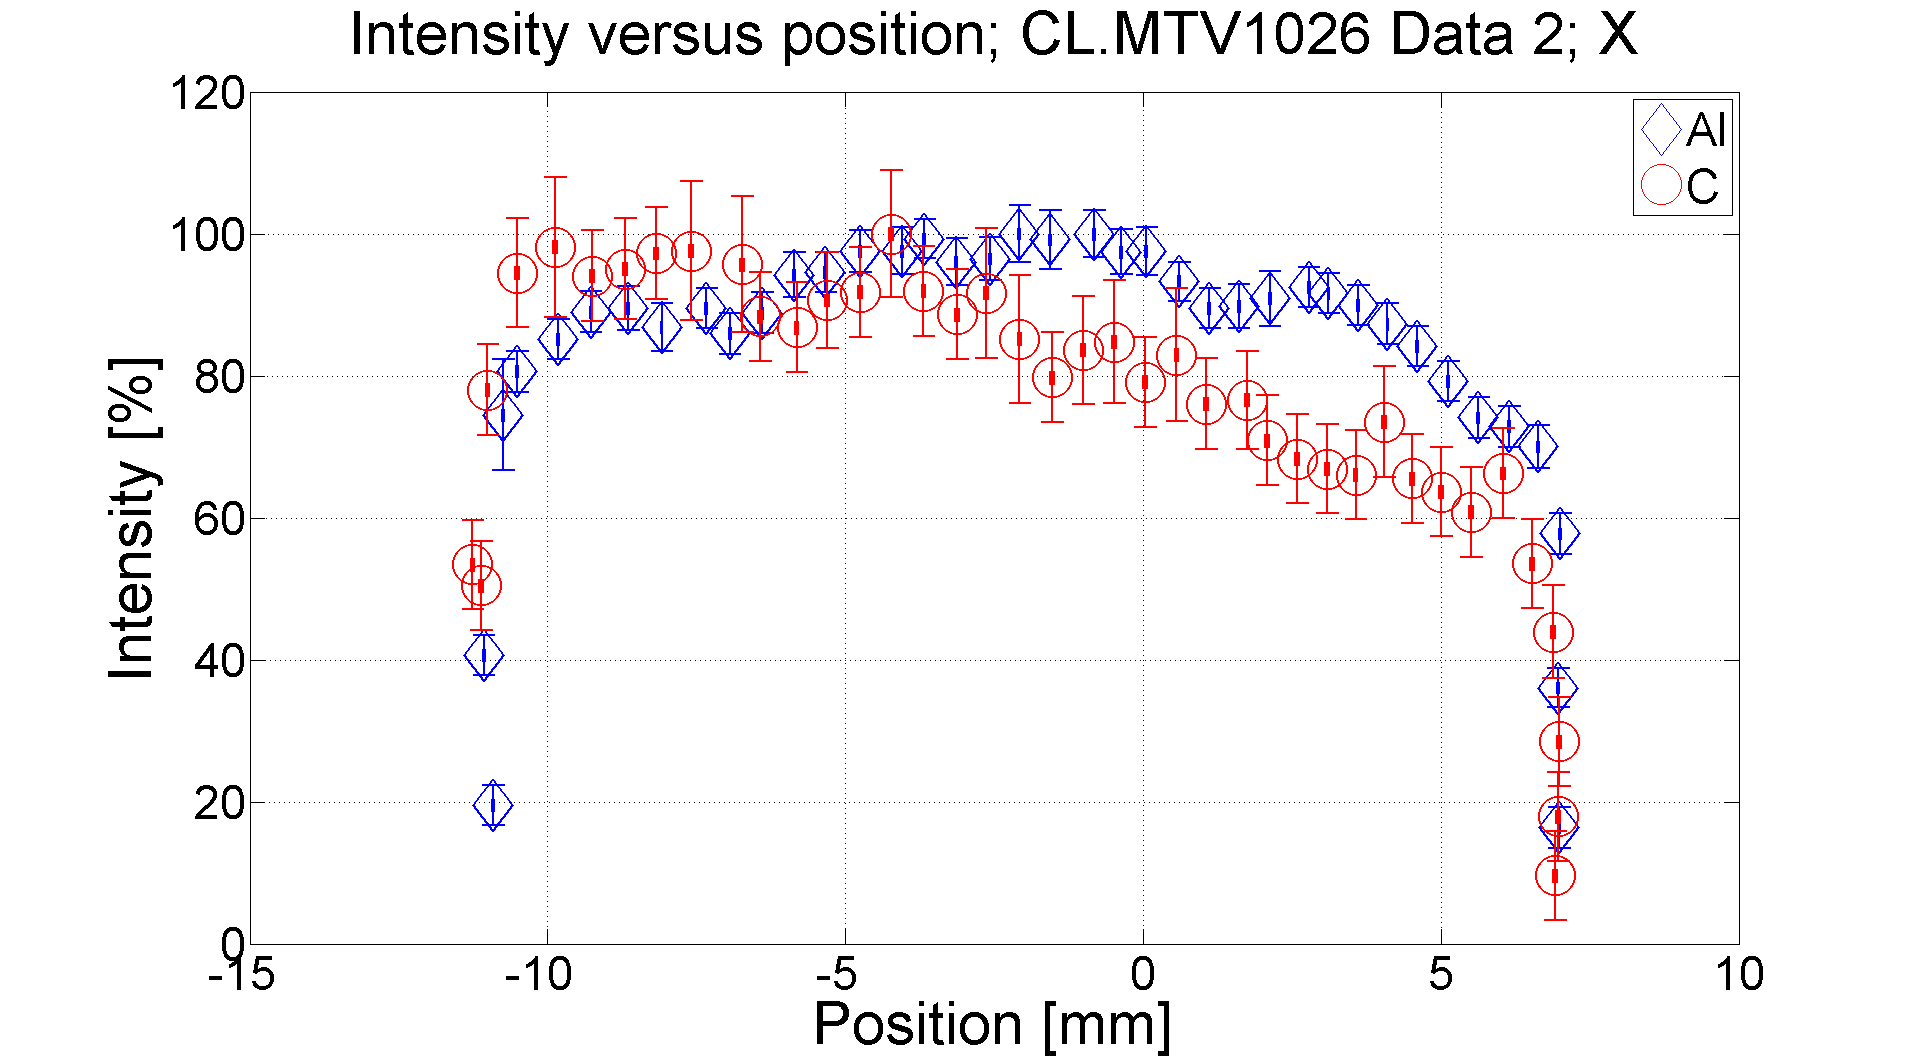 Intensity versus position; CL.MTV1026 Data 2; X
120
100
80
60
40
20
0
Intensity [%]
Al
C
-15 -10 -5 0 5 10
Position [mm]